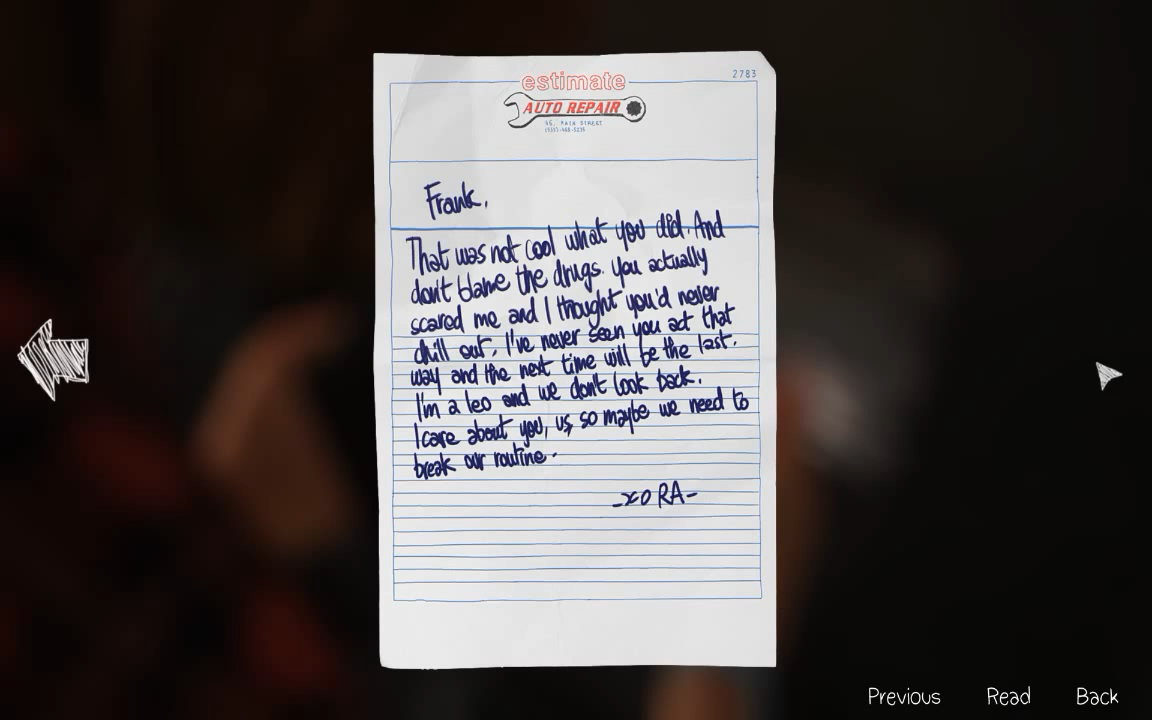 estimate
2783
AUTO REPAIR
Frank,
That was not cool what you did. And
don't blame the drugs. You actually
scared me and I thought you'd never
chill out. I've never seen you act that
way and the next time will be the last.
I'm a leo and we don't look back.
I care about you, us, so maybe we need to
break our routine.
-xo RA-
Previous Read Back